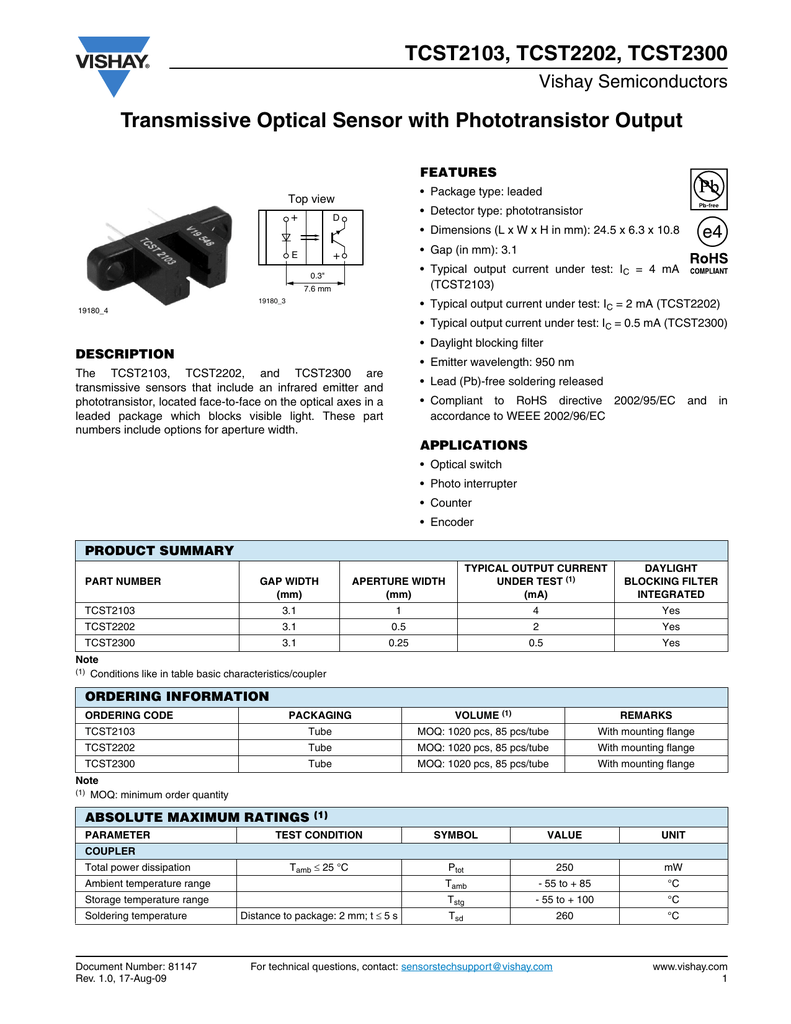 VISHAY®
TCST2103, TCST2202, TCST2300
Vishay Semiconductors
Transmissive Optical Sensor with Phototransistor Output
TCST 2103
V19 546
19180_4
Top view
+ D
E +
0.3"
7.6 mm
19180_3
DESCRIPTION
The TCST2103, TCST2202, and TCST2300 are
transmissive sensors that include an infrared emitter and
phototransistor, located face-to-face on the optical axes in a
leaded package which blocks visible light. These part
numbers include options for aperture width.
FEATURES
• Package type: leaded
• Detector type: phototransistor
• Dimensions (L x W x H in mm): 24.5 x 6.3 x 10.8
• Gap (in mm): 3.1
• Typical output current under test: IC = 4 mA
(TCST2103)
• Typical output current under test: IC = 2 mA (TCST2202)
• Typical output current under test: IC = 0.5 mA (TCST2300)
• Daylight blocking filter
• Emitter wavelength: 950 nm
• Lead (Pb)-free soldering released
• Compliant to RoHS directive 2002/95/EC and in
accordance to WEEE 2002/96/EC
Pb
Pb-free
e4
RoHS
COMPLIANT
APPLICATIONS
• Optical switch
• Photo interrupter
• Counter
• Encoder
PRODUCT SUMMARY
PART NUMBER GAP WIDTH (mm) APERTURE WIDTH (mm) TYPICAL OUTPUT CURRENT UNDER TEST (1) (mA) DAYLIGHT BLOCKING FILTER INTEGRATED
TCST2103 3.1 1 4 Yes
TCST2202 3.1 0.5 2 Yes
TCST2300 3.1 0.25 0.5 Yes
Note
(1) Conditions like in table basic characteristics/coupler
ORDERING INFORMATION
ORDERING CODE PACKAGING VOLUME (1) REMARKS
TCST2103 Tube MOQ: 1020 pcs, 85 pcs/tube With mounting flange
TCST2202 Tube MOQ: 1020 pcs, 85 pcs/tube With mounting flange
TCST2300 Tube MOQ: 1020 pcs, 85 pcs/tube With mounting flange
Note
(1) MOQ: minimum order quantity
ABSOLUTE MAXIMUM RATINGS (1)
PARAMETER TEST CONDITION SYMBOL VALUE UNIT
COUPLER
Total power dissipation Tamb ≤ 25 °C Ptot 250 mW
Ambient temperature range Tamb - 55 to + 85 °C
Storage temperature range Tstg - 55 to + 100 °C
Soldering temperature Distance to package: 2 mm; t ≤ 5 s Tsd 260 °C
Document Number: 81147 For technical questions, contact: sensorstechsupport@vishay.com www.vishay.com
Rev. 1.0, 17-Aug-09 1